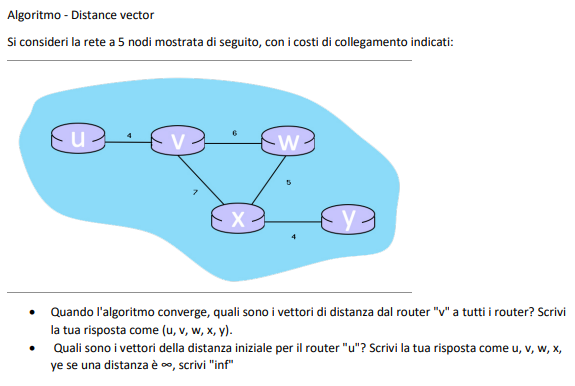 Algoritmo - Distance vector
Si consideri la rete a 5 nodi mostrata di seguito, con i costi di collegamento indicati:
u 4 v 6 w
7 5
x 4 y
• Quando l'algoritmo converge, quali sono i vettori di distanza dal router "v" a tutti i router? Scrivi
la tua risposta come (u, v, w, x, y).
• Quali sono i vettori della distanza iniziale per il router "u"? Scrivi la tua risposta come u, v, w, x,
ye se una distanza è ∞, scrivi "inf"